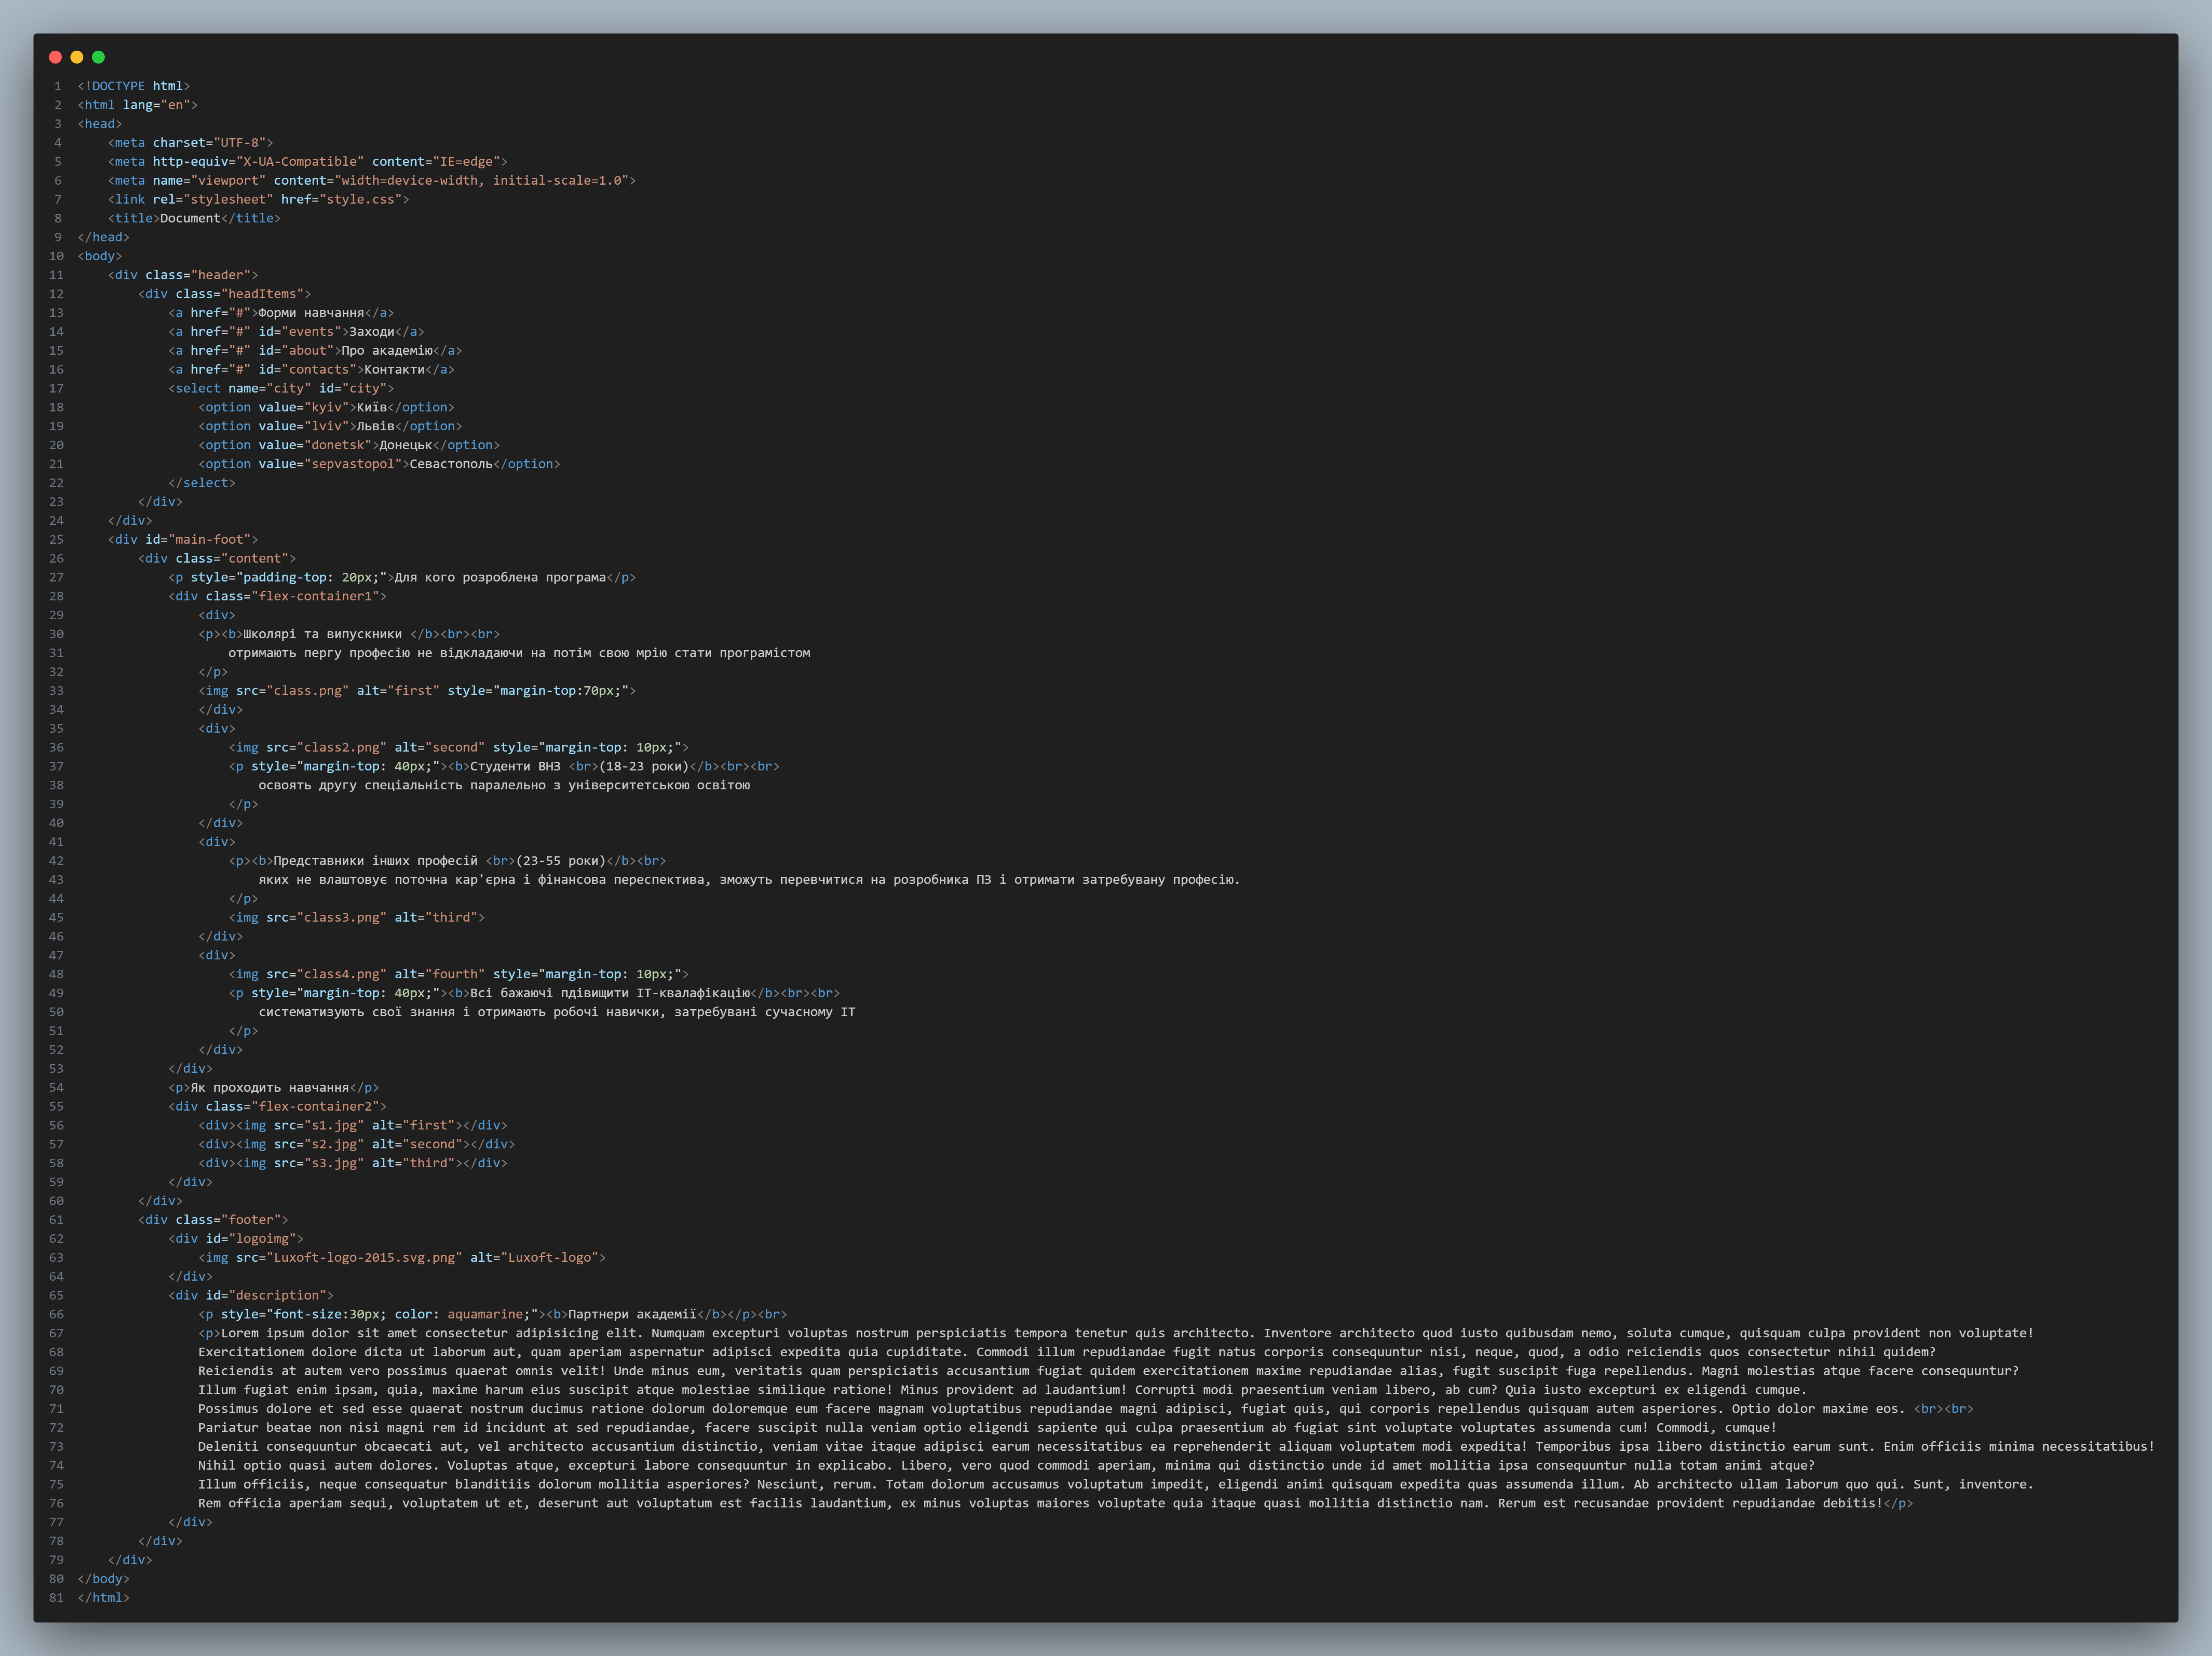 1 <!DOCTYPE html>
2 <html lang="en">
3 <head>
4     <meta charset="UTF-8">
5     <meta http-equiv="X-UA-Compatible" content="IE=edge">
6     <meta name="viewport" content="width=device-width, initial-scale=1.0">
7     <link rel="stylesheet" href="style.css">
8     <title>Document</title>
9 </head>
10 <body>
11     <div class="header">
12         <div class="headItems">
13             <a href="#">Форми навчання</a>
14             <a href="#" id="events">Заходи</a>
15             <a href="#" id="about">Про академію</a>
16             <a href="#" id="contacts">Контакти</a>
17             <select name="city" id="city">
18                 <option value="kyiv">Київ</option>
19                 <option value="lviv">Львів</option>
20                 <option value="donetsk">Донецьк</option>
21                 <option value="sepvastopol">Севастополь</option>
22             </select>
23         </div>
24     </div>
25     <div id="main-foot">
26         <div class="content">
27             <p style="padding-top: 20px;">Для кого розроблена програма</p>
28             <div class="flex-container1">
29                 <div>
30                 <p><b>Школярі та випускники </b><br><br>
31                     отримають пергу професію не відкладаючи на потім свою мрію стати програмістом
32                 </p>
33                 <img src="class.png" alt="first" style="margin-top:70px;">
34                 </div>
35                 <div>
36                     <img src="class2.png" alt="second" style="margin-top: 10px;">
37                     <p style="margin-top: 40px;"><b>Студенти ВНЗ <br>(18-23 роки)</b><br><br>
38                         освоять другу спеціальність паралельно з університетською освітою
39                     </p>
40                 </div>
41                 <div>
42                     <p><b>Представники інших професій <br>(23-55 роки)</b><br>
43                         яких не влаштовує поточна кар'єрна і фінансова переспектива, зможуть перевчитися на розробника ПЗ і отримати затребувану професію.
44                     </p>
45                     <img src="class3.png" alt="third">
46                 </div>
47                 <div>
48                     <img src="class4.png" alt="fourth" style="margin-top: 10px;">
49                     <p style="margin-top: 40px;"><b>Всі бажаючі пдівищити ІТ-квалафікацію</b><br><br>
50                         систематизують свої знання і отримають робочі навички, затребувані сучасному ІТ
51                     </p>
52                 </div>
53             </div>
54             <p>Як проходить навчання</p>
55             <div class="flex-container2">
56                 <div><img src="s1.jpg" alt="first"></div>
57                 <div><img src="s2.jpg" alt="second"></div>
58                 <div><img src="s3.jpg" alt="third"></div>
59             </div>
60         </div>
61         <div class="footer">
62             <div id="logoimg">
63                 <img src="Luxoft-logo-2015.svg.png" alt="Luxoft-logo">
64             </div>
65             <div id="description">
66                 <p style="font-size:30px; color: aquamarine;"><b>Партнери академії</b></p><br>
67                 <p>Lorem ipsum dolor sit amet consectetur adipisicing elit. Numquam excepturi voluptas nostrum perspiciatis tempora tenetur quis architecto. Inventore architecto quod iusto quibusdam nemo, soluta cumque, quisquam culpa provident non voluptate!
68                 Exercitationem dolore dicta ut laborum aut, quam aperiam aspernatur adipisci expedita quia cupiditate. Commodi illum repudiandae fugit natus corporis consequuntur nisi, neque, quod, a odio reiciendis quos consectetur nihil quidem?
69                 Reiciendis at autem vero possimus quaerat omnis velit! Unde minus eum, veritatis quam perspiciatis accusantium fugiat quidem exercitationem maxime repudiandae alias, fugit suscipit fuga repellendus. Magni molestias atque facere consequuntur?
70                 Illum fugiat enim ipsam, quia, maxime harum eius suscipit atque molestiae similique ratione! Minus provident ad laudantium! Corrupti modi praesentium veniam libero, ab cum? Quia iusto excepturi ex eligendi cumque.
71                 Possimus dolore et sed esse quaerat nostrum ducimus ratione dolorum doloremque eum facere magnam voluptatibus repudiandae magni adipisci, fugiat quis, qui corporis repellendus quisquam autem asperiores. Optio dolor maxime eos. <br><br>
72                 Pariatur beatae non nisi magni rem id incidunt at sed repudiandae, facere suscipit nulla veniam optio eligendi sapiente qui culpa praesentium ab fugiat sint voluptate voluptates assumenda cum! Commodi, cumque!
73                 Deleniti consequuntur obcaecati aut, vel architecto accusantium distinctio, veniam vitae itaque adipisci earum necessitatibus ea reprehenderit aliquam voluptatem modi expedita! Temporibus ipsa libero distinctio earum sunt. Enim officiis minima necessitatibus!
74                 Nihil optio quasi autem dolores. Voluptas atque, excepturi labore consequuntur in explicabo. Libero, vero quod commodi aperiam, minima qui distinctio unde id amet mollitia ipsa consequuntur nulla totam animi atque?
75                 Illum officiis, neque consequatur blanditiis dolorum mollitia asperiores? Nesciunt, rerum. Totam dolorum accusamus voluptatum impedit, eligendi animi quisquam expedita quas assumenda illum. Ab architecto ullam laborum quo qui. Sunt, inventore.
76                 Rem officia aperiam sequi, voluptatem ut et, deserunt aut voluptatum est facilis laudantium, ex minus voluptas maiores voluptate quia itaque quasi mollitia distinctio nam. Rerum est recusandae provident repudiandae debitis!</p>
77             </div>
78         </div>
79     </div>
80 </body>
81 </html>